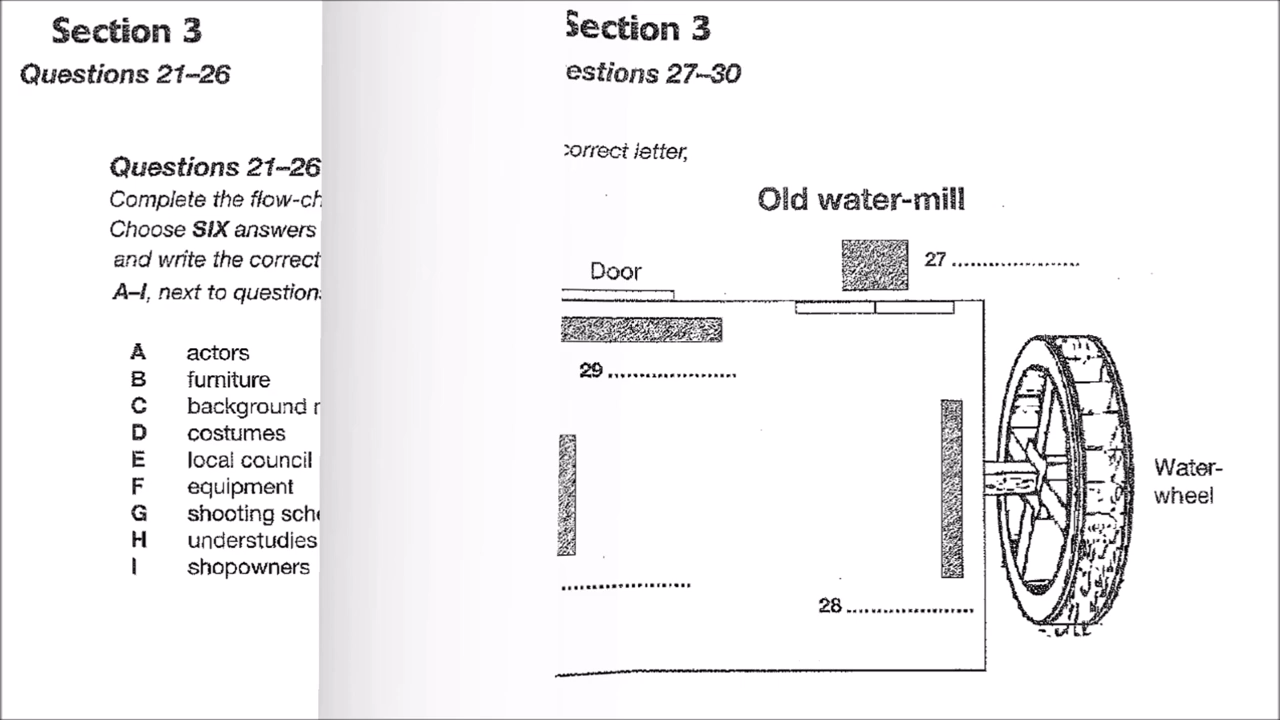 Section 3
Questions 21–26
Questions 21–26
Complete the flow-ch
Choose SIX answers
and write the correct
A–I, next to question
A actors
B furniture
C background
D costumes
E local council
F equipment
G shooting sch
H understudies
I shopowners
Section 3
estions 27–30
correct letter,
Old water-mill
27 ....................
Door
29 ....................
Water-
wheel
....................
28 ....................